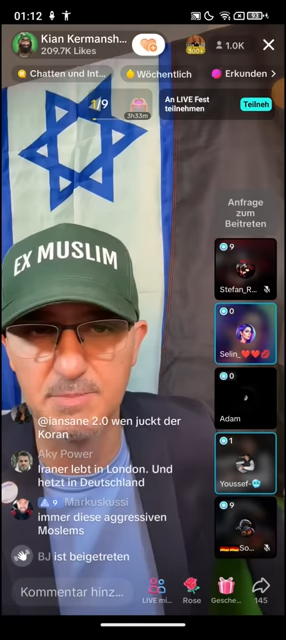 01:12
93
Kian Kermansh...
209.7K Likes
1.0K
Chatten und Int...
Wöchentlich
Erkunden
/9
3h33m
An LIVE Fest
teilnehmen
Teilneh
Anfrage
zum
Beitreten
EX MUSLIM
9
Stefan_R...
0
Selin_❤️❤️💋
0
Adam
1
Youssef-
9
🇩🇪🇩🇪So...
@iansane 2.0 wen juckt der
Koran
Aky Power
Iraner lebt in London. Und
hetzt in Deutschland
9 Markuskussi
immer diese aggressiven
Moslems
BJ ist beigetreten
Kommentar hinz...
LIVE mi...
Rose
Gesche...
145